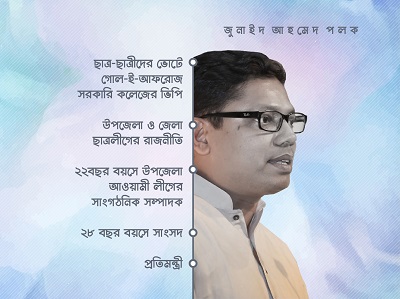 জুনাইদ আহমেদ পলক
ছাত্র-ছাত্রীদের ভোটে
গোল-ই-আফরোজ
সরকারি কলেজের ভিপি
উপজেলা ও জেলা
ছাত্রলীগের রাজনীতি
২২বছর বয়সে উপজেলা
আওয়ামী লীগের
সাংগঠনিক সম্পাদক
২৮ বছর বয়সে সাংসদ
প্রতিমন্ত্রী